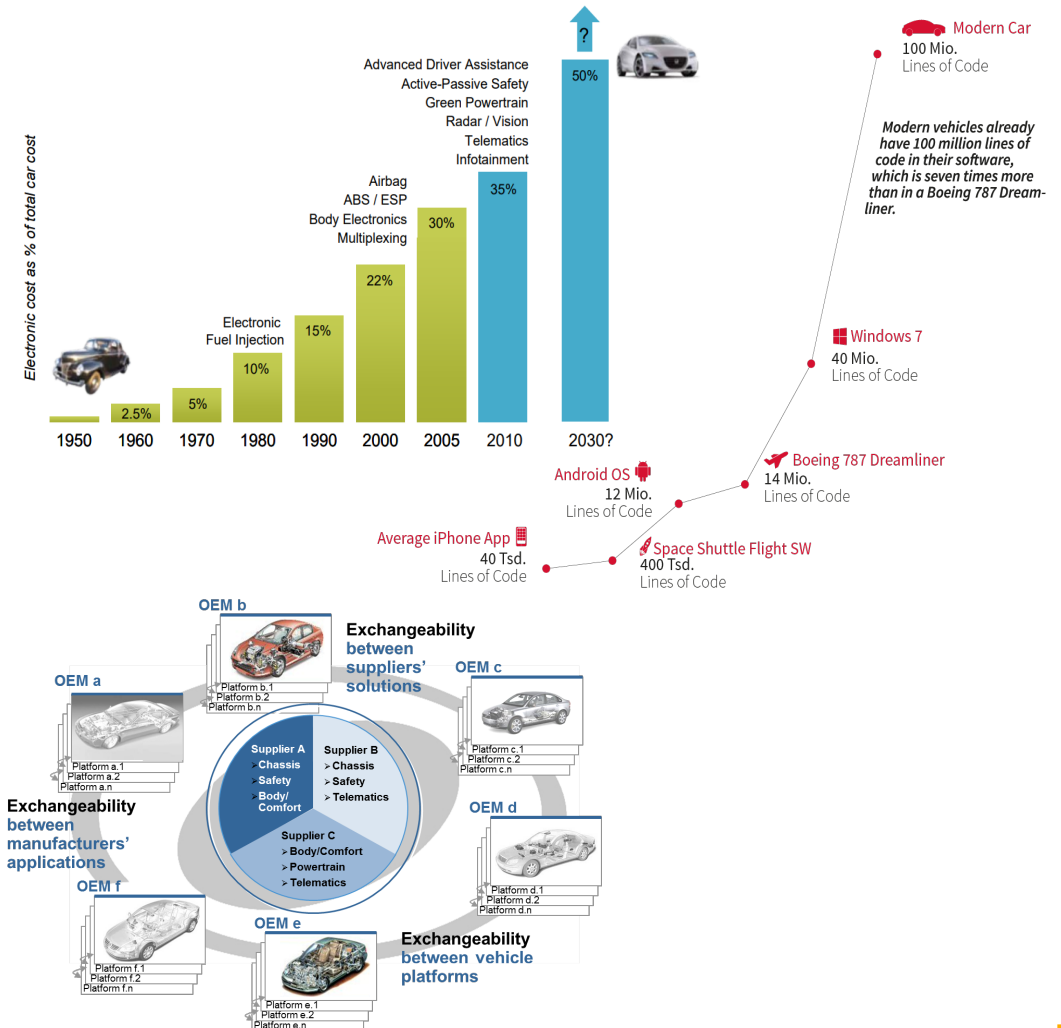 Electronic cost as % of total car cost
?
50%
Advanced Driver Assistance
Active-Passive Safety
Green Powertrain
Radar / Vision
Telematics
Infotainment
35%
Airbag
ABS / ESP
Body Electronics
Multiplexing
30%
22%
Electronic
Fuel Injection
15%
10%
5%
2.5%
1950
1960
1970
1980
1990
2000
2005
2010
2030?
Modern Car
100 Mio.
Lines of Code
Modern vehicles already
have 100 million lines of
code in their software,
which is seven times more
than in a Boeing 787 Dream-
liner.
Windows 7
40 Mio.
Lines of Code
Boeing 787 Dreamliner
14 Mio.
Lines of Code
Android OS
12 Mio.
Lines of Code
Space Shuttle Flight SW
400 Tsd.
Lines of Code
Average iPhone App
40 Tsd.
Lines of Code
OEM b
Platform b.1
Platform b.2
Platform b.n
Exchangeability
between
suppliers'
solutions
OEM c
Platform c.1
Platform c.2
Platform c.n
OEM a
Platform a.1
Platform a.2
Platform a.n
Supplier A
➢Chassis
➢Safety
➢Body/
Comfort
Supplier B
➢Chassis
➢Safety
➢Telematics
Supplier C
➢Body/Comfort
➢Powertrain
➢Telematics
Exchangeability
between
manufacturers'
applications
OEM d
Platform d.1
Platform d.2
Platform d.n
OEM f
Platform f.1
Platform f.2
Platform f.n
OEM e
Platform e.1
Platform e.2
Platform e.n
Exchangeability
between vehicle
platforms